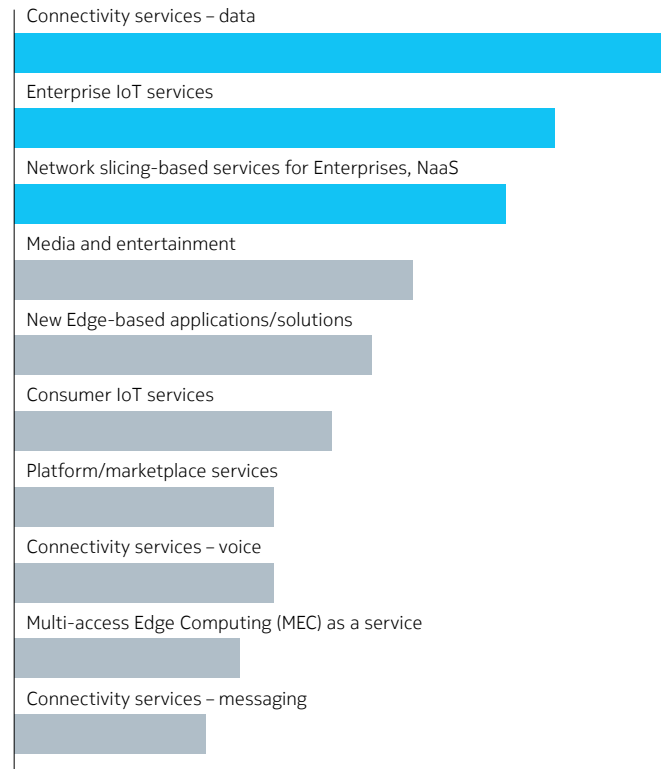 Connectivity services – data
Enterprise IoT services
Network slicing-based services for Enterprises, NaaS
Media and entertainment
New Edge-based applications/solutions
Consumer IoT services
Platform/marketplace services
Connectivity services – voice
Multi-access Edge Computing (MEC) as a service
Connectivity services – messaging